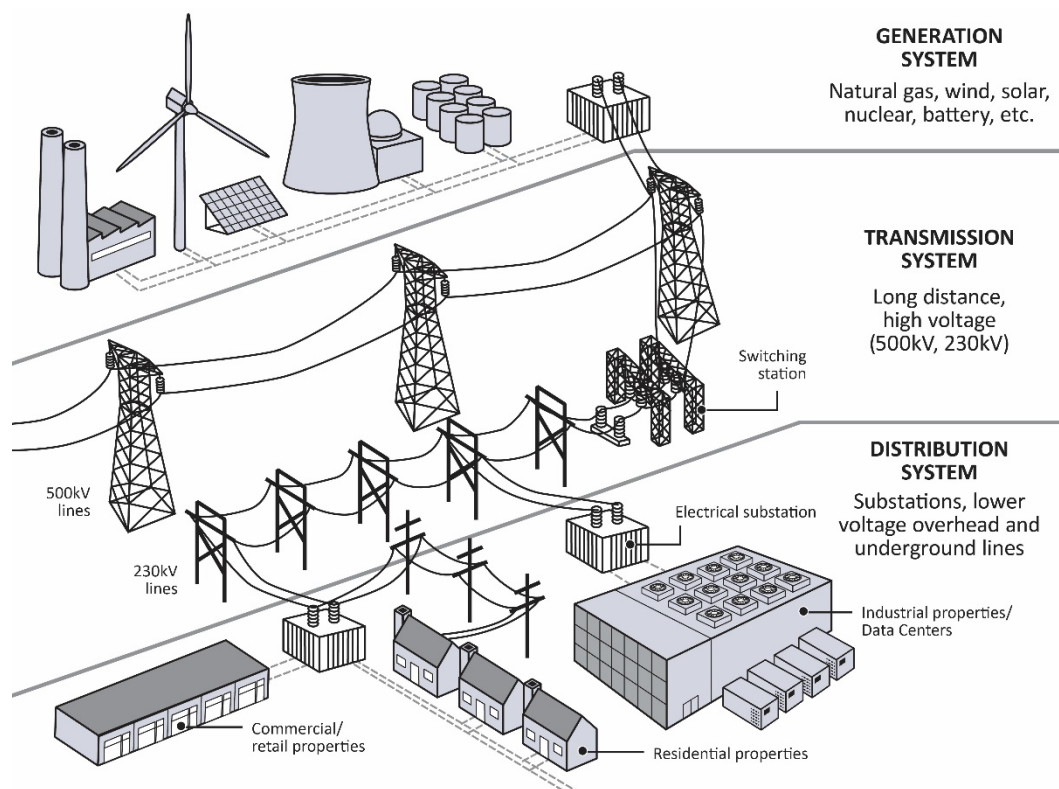 GENERATION
SYSTEM
Natural gas, wind, solar,
nuclear, battery, etc.
TRANSMISSION
SYSTEM
Long distance,
high voltage
(500kV, 230kV)
Switching
station
DISTRIBUTION
SYSTEM
Substations, lower
voltage overhead and
underground lines
500kV
lines
Electrical substation
230kV
lines
Industrial properties/
Data Centers
Commercial/
retail properties
Residential properties